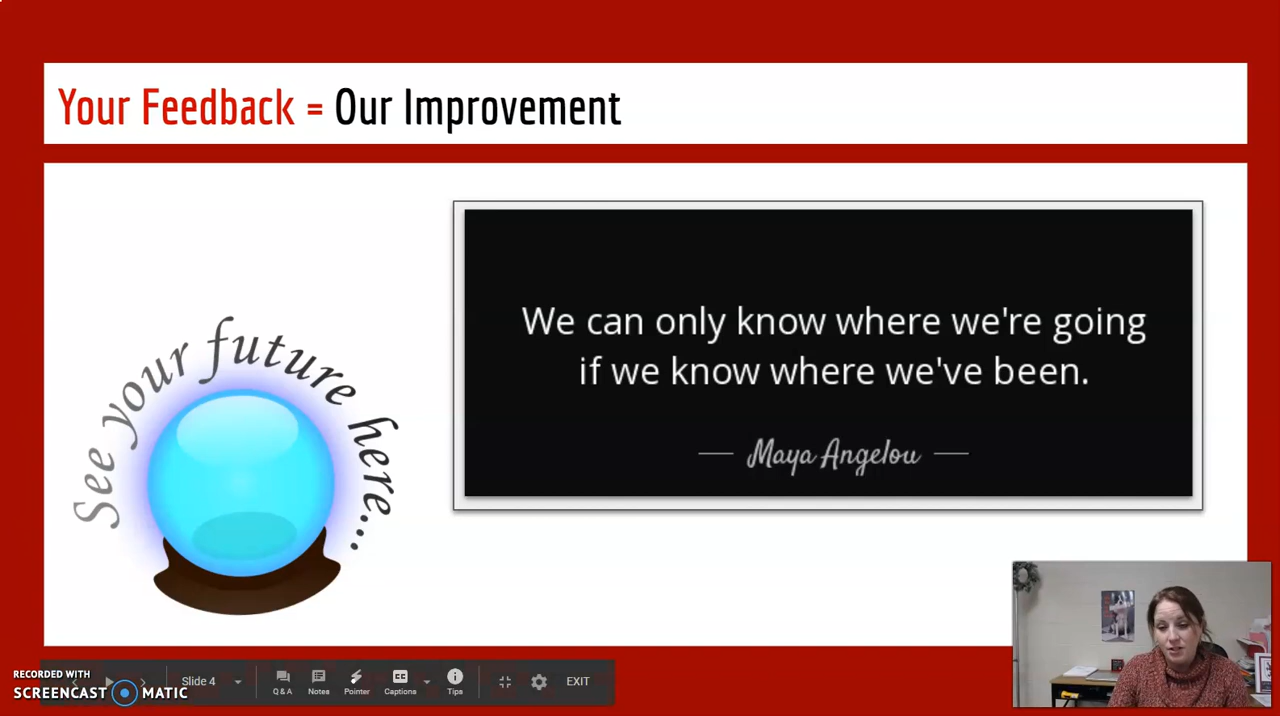 Your Feedback = Our Improvement
See your future here...
We can only know where we're going
if we know where we've been.
Maya Angelou
RECORDED WITH
SCREENCAST MATIC
Slide 4
Q & A
Notes
Pointer
CC
Captions
Tips
EXIT